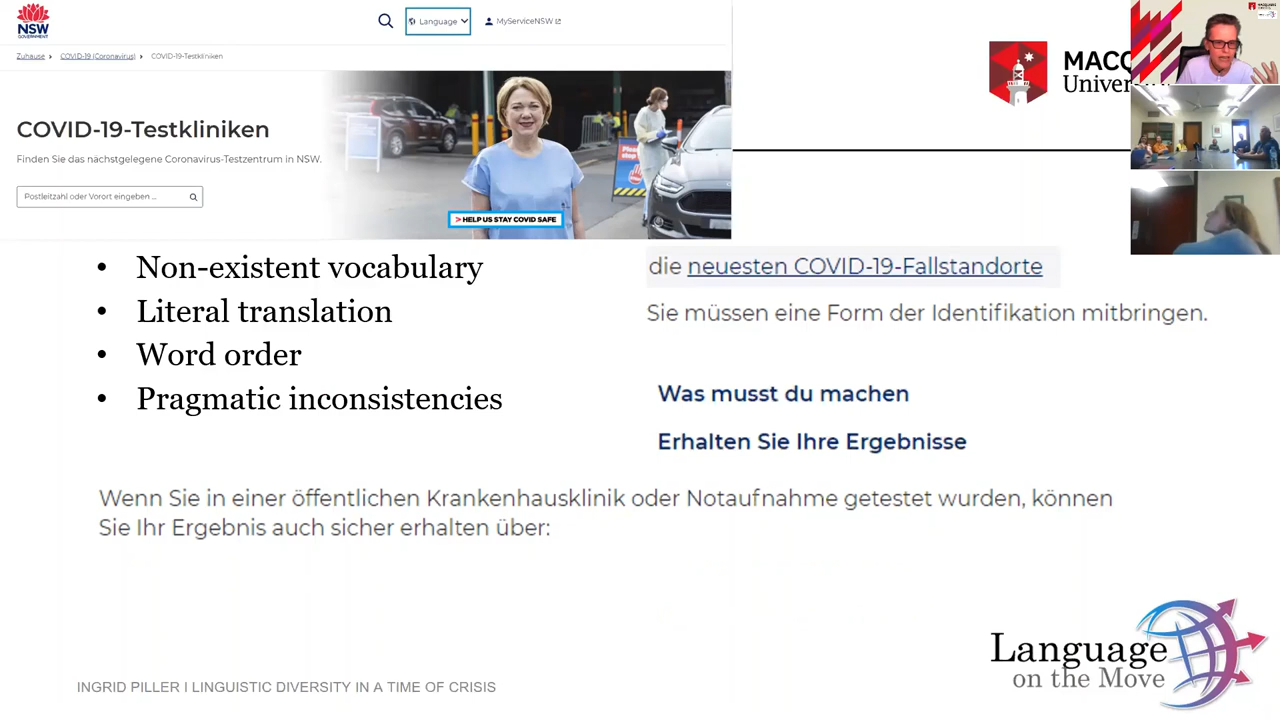 NSW
GOVERNMENT
Language
MyServiceNSW
Zuhause > COVID-19 (Coronavirus) > COVID-19-Testkliniken
COVID-19-Testkliniken
Finden Sie das nächstgelegene Coronavirus-Testzentrum in NSW.
Postleitzahl oder Vorort eingeben ...
> HELP US STAY COVID SAFE
MACQ
Univer
• Non-existent vocabulary
• Literal translation
• Word order
• Pragmatic inconsistencies
die neuesten COVID-19-Fallstandorte
Sie müssen eine Form der Identifikation mitbringen.
Was musst du machen
Erhalten Sie Ihre Ergebnisse
Wenn Sie in einer öffentlichen Krankenhausklinik oder Notaufnahme getestet wurden, können
Sie Ihr Ergebnis auch sicher erhalten über:
Language
on the Move
INGRID PILLER I LINGUISTIC DIVERSITY IN A TIME OF CRISIS